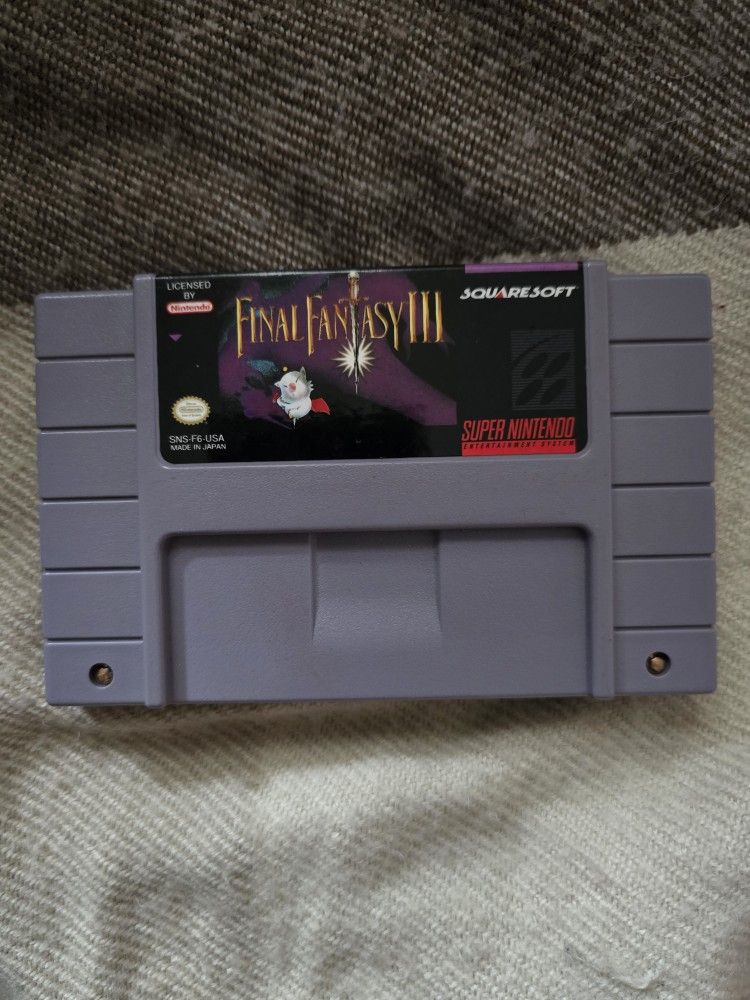 LICENSED
BY
Nintendo
FINAL FANTASY III
SQUARESOFT
SNS-F6-USA
MADE IN JAPAN
SUPER NINTENDO
ENTERTAINMENT SYSTEM